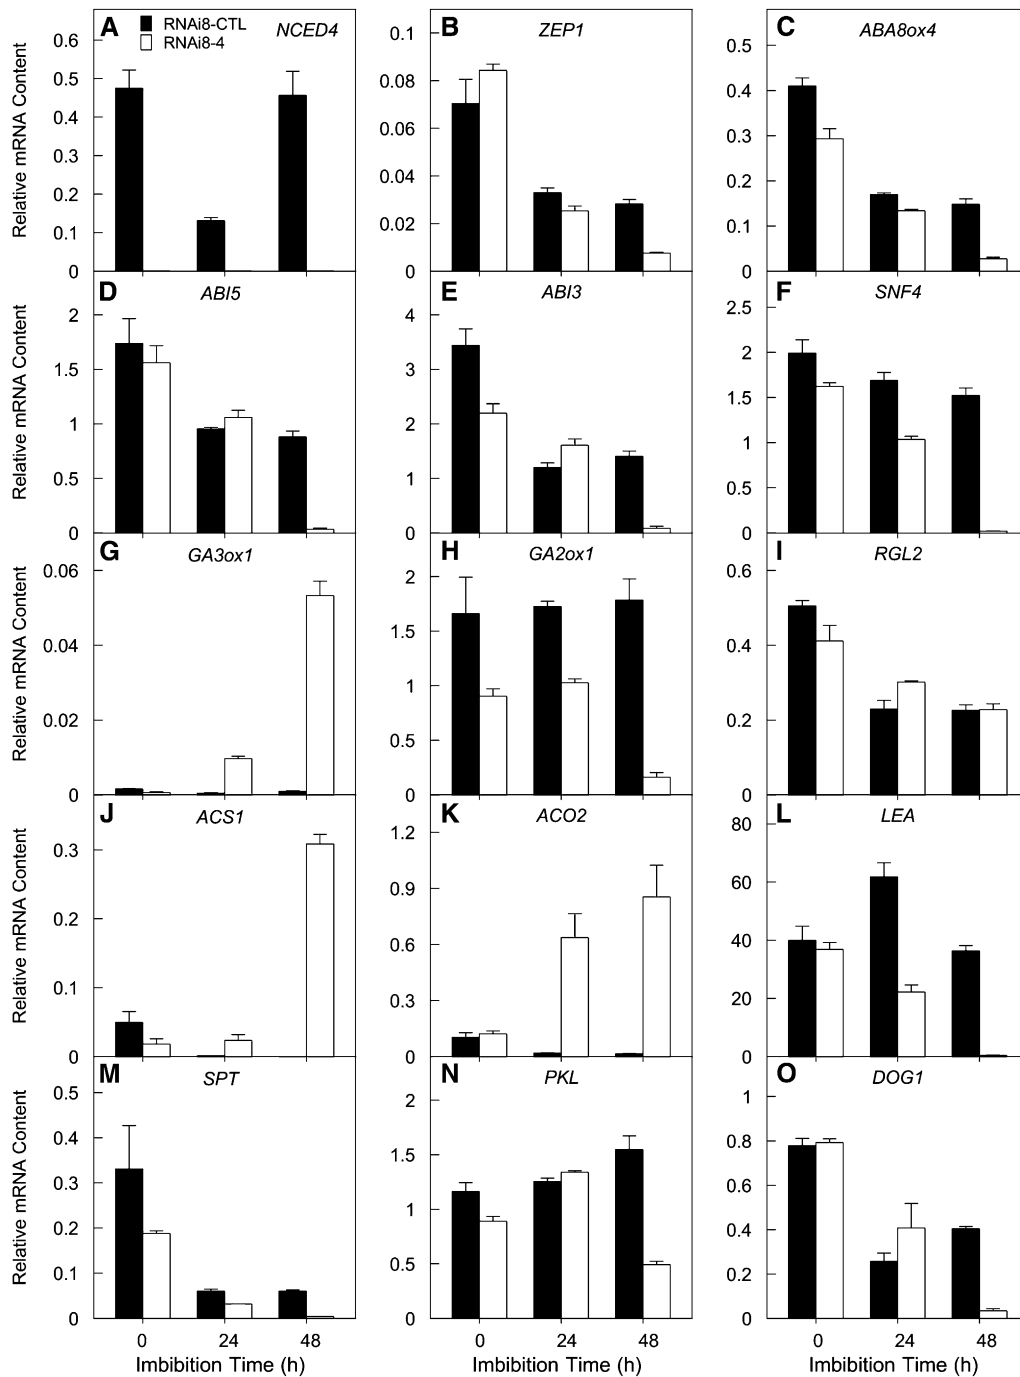 A RNAi8-CTL NCED4
RNAi8-4
B ZEP1
C ABA8ox4
Relative mRNA Content
0.6
0.5
0.4
0.3
0.2
0.1
0
0.1
0.08
0.06
0.04
0.02
0
0.5
0.4
0.3
0.2
0.1
0
D ABI5
E ABI3
F SNF4
Relative mRNA Content
2
1.5
1
0.5
0
4
3
2
1
0
2.5
2
1.5
1
0.5
0
G GA3ox1
H GA2ox1
I RGL2
Relative mRNA Content
0.06
0.04
0.02
0
2
1.5
1
0.5
0
0.6
0.4
0.2
0
J ACS1
K ACO2
L LEA
Relative mRNA Content
0.3
0.2
0.1
0
1.2
0.9
0.6
0.3
0
80
60
40
20
0
M SPT
N PKL
O DOG1
Relative mRNA Content
0.5
0.4
0.3
0.2
0.1
0
2
1.5
1
0.5
0
1
0.8
0.6
0.4
0.2
0
0 24 48
0 24 48
0 24 48
Imbibition Time (h)
Imbibition Time (h)
Imbibition Time (h)